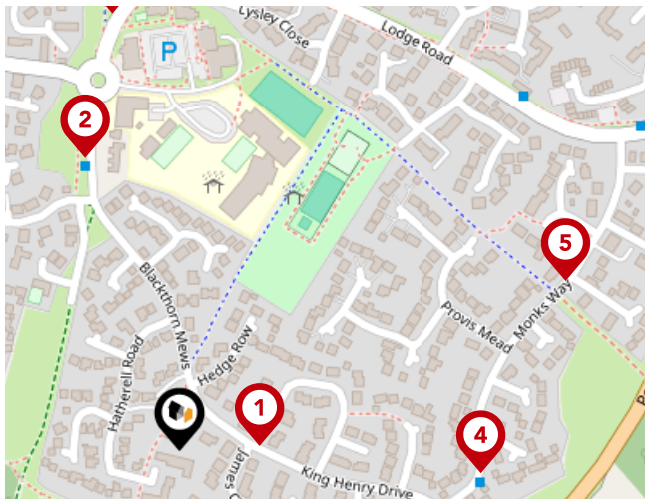 Lysley Close
Lodge Road
P
2
5
Blackthorn Mews
Monks Way
Provis Mead
Hatherell Road
Hedge Row
1
4
James
King Henry Drive